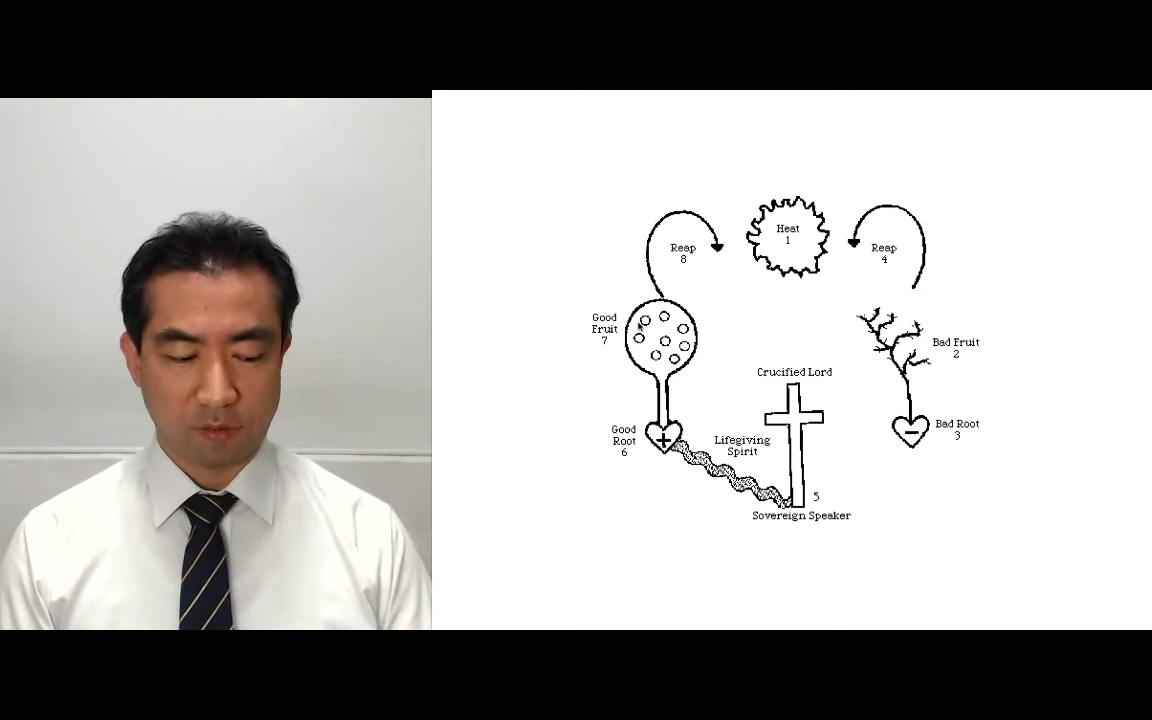 Heat
1
Reap
8
Reap
4
Good
Fruit
7
Bad Fruit
2
Crucified Lord
Good
Root
6
Lifegiving
Spirit
Bad Root
3
5
Sovereign Speaker